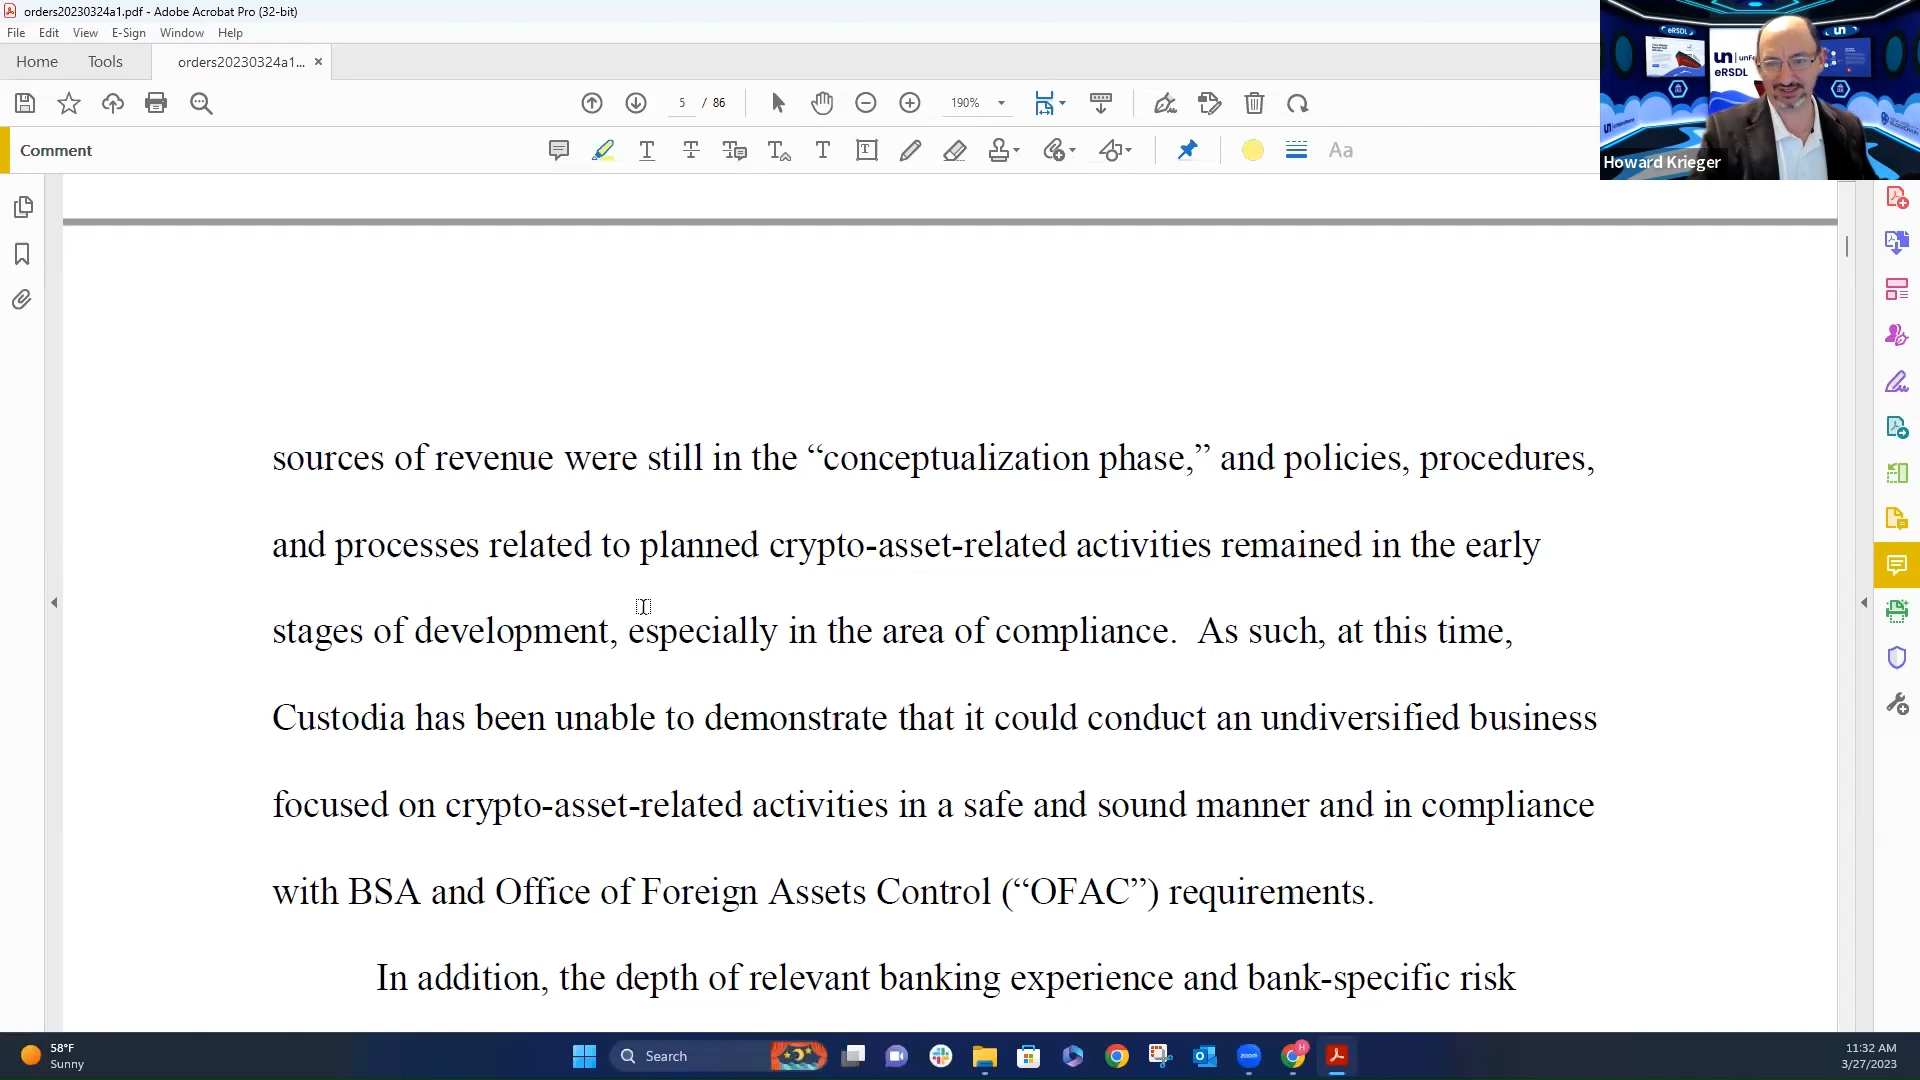 orders20230324a1.pdf - Adobe Acrobat Pro (32-bit)
File Edit View E-Sign Window Help
Home Tools orders20230324a1... ×
5 / 86 190%
Comment
Aa
eRSDL
un
eRSDL
un
Howard Krieger
sources of revenue were still in the “conceptualization phase,” and policies, procedures,
and processes related to planned crypto-asset-related activities remained in the early
stages of development, especially in the area of compliance. As such, at this time,
Custodia has been unable to demonstrate that it could conduct an undiversified business
focused on crypto-asset-related activities in a safe and sound manner and in compliance
with BSA and Office of Foreign Assets Control (“OFAC”) requirements.
In addition, the depth of relevant banking experience and bank-specific risk
58°F
Sunny
Search
zoom
H
11:32 AM
3/27/2023